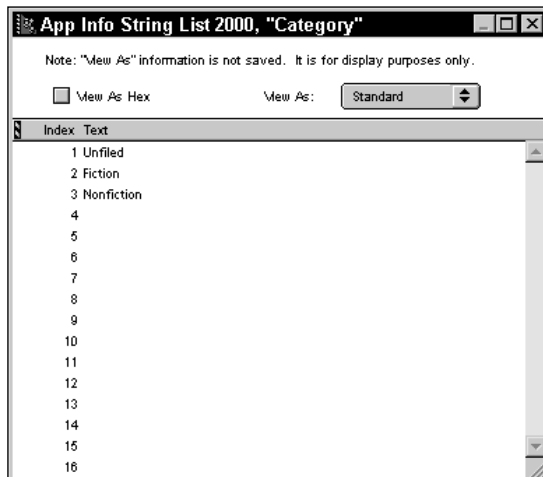 App Info String List 2000, "Category"
Note: "View As" information is not saved. It is for display purposes only.
View As Hex View As: Standard
Index Text
1 Unfiled
2 Fiction
3 Nonfiction
4
5
6
7
8
9
10
11
12
13
14
15
16